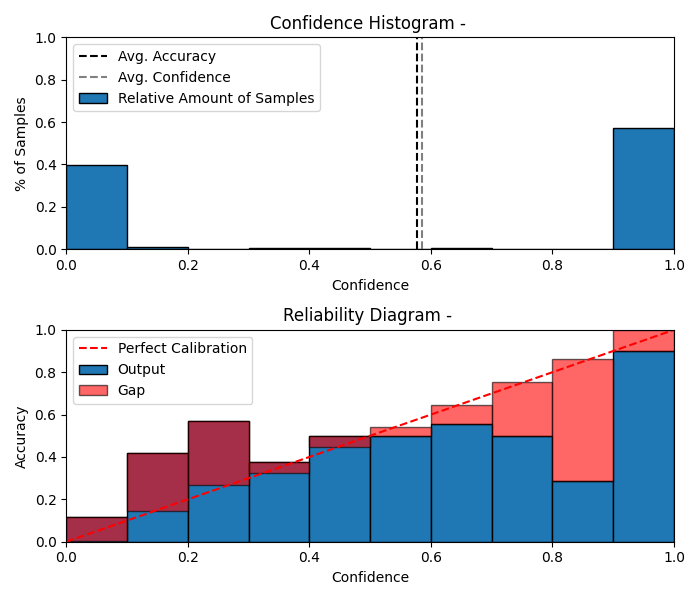 Confidence Histogram -
1.0
0.8
0.6
0.4
0.2
0.0
% of Samples
Avg. Accuracy
Avg. Confidence
Relative Amount of Samples
0.0 0.2 0.4 0.6 0.8 1.0
Confidence
Reliability Diagram -
1.0
0.8
0.6
0.4
0.2
0.0
Accuracy
Perfect Calibration
Output
Gap
0.0 0.2 0.4 0.6 0.8 1.0
Confidence